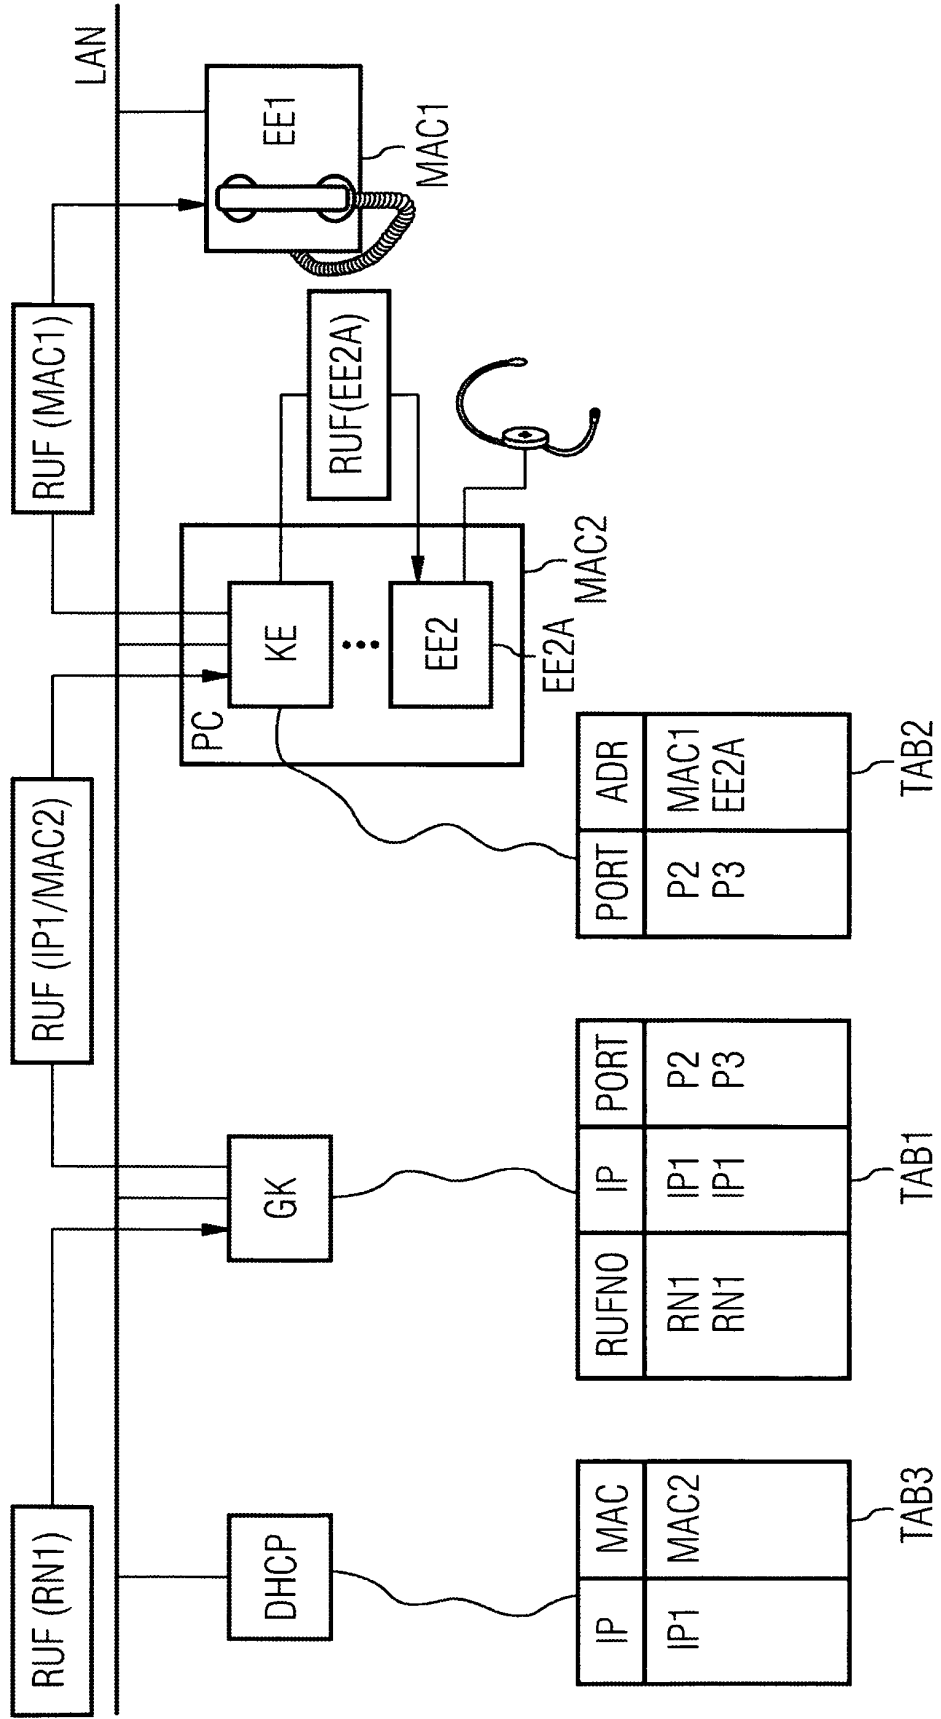 RUF (RN1)
RUF (IP1/MAC2)
RUF (MAC1)
LAN
DHCP
GK
PC
KE
EE2
RUF(EE2A)
EE1
MAC1
MAC2
EE2A
IP MAC
IP1 MAC2
TAB3
RUFNO IP PORT
RN1 IP1 P2
RN1 IP1 P3
TAB1
PORT ADR
P2 MAC1
P3 EE2A
TAB2